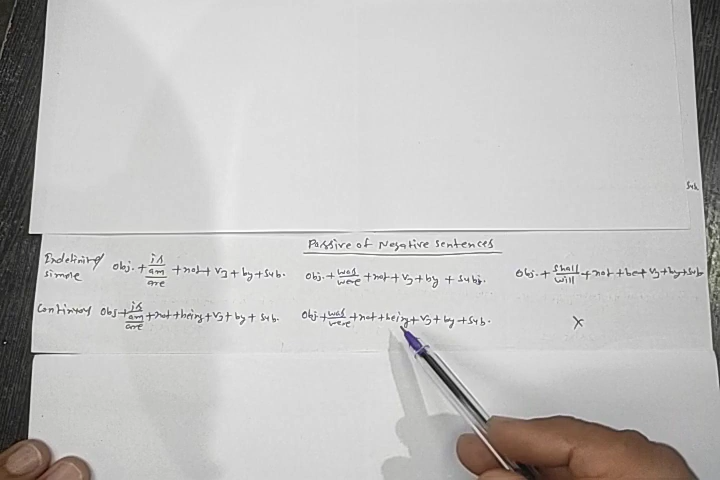 Sub
Passive of Negative Sentences
Indefinite/ Obj. + is/am/are + not + V3 + by + Sub. Obj. + was/were + not + V3 + by + Subj. Obj. + shall/will + not + be + V3 + by + Sub
simple
Continuous Obj + is/am/are + not + being + V3 + by + Sub. Obj + was/were + not + being + V3 + by + Sub. X